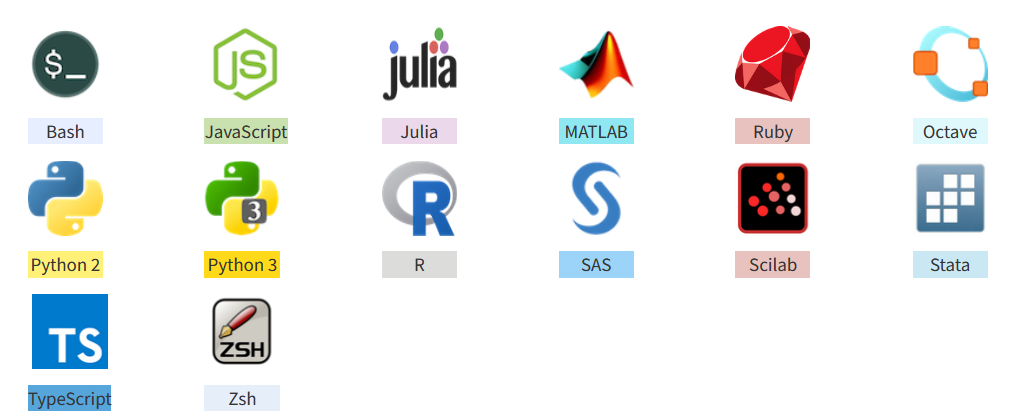 $_
JS
julia
Bash
JavaScript
Julia
MATLAB
Ruby
Octave
3
R
S
Python 2
Python 3
R
SAS
Scilab
Stata
TS
ZSH
TypeScript
Zsh